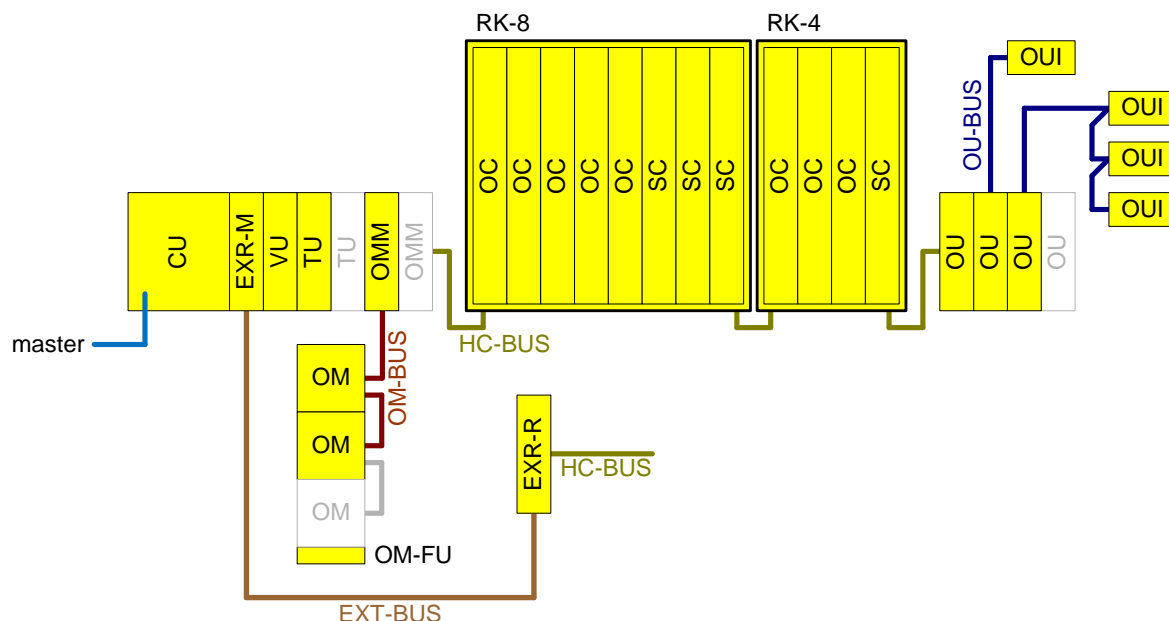 RK-8
RK-4
OC
OC
OC
OC
OC
SC
SC
SC
OC
OC
OC
SC
OU-BUS
OUI
OUI
OUI
OUI
CU
EXR-M
VU
TU
TU
OMM
OMM
HC-BUS
OU
OU
OU
OU
master
OM
OM
OM
OM-BUS
OM-FU
EXR-R
HC-BUS
EXT-BUS